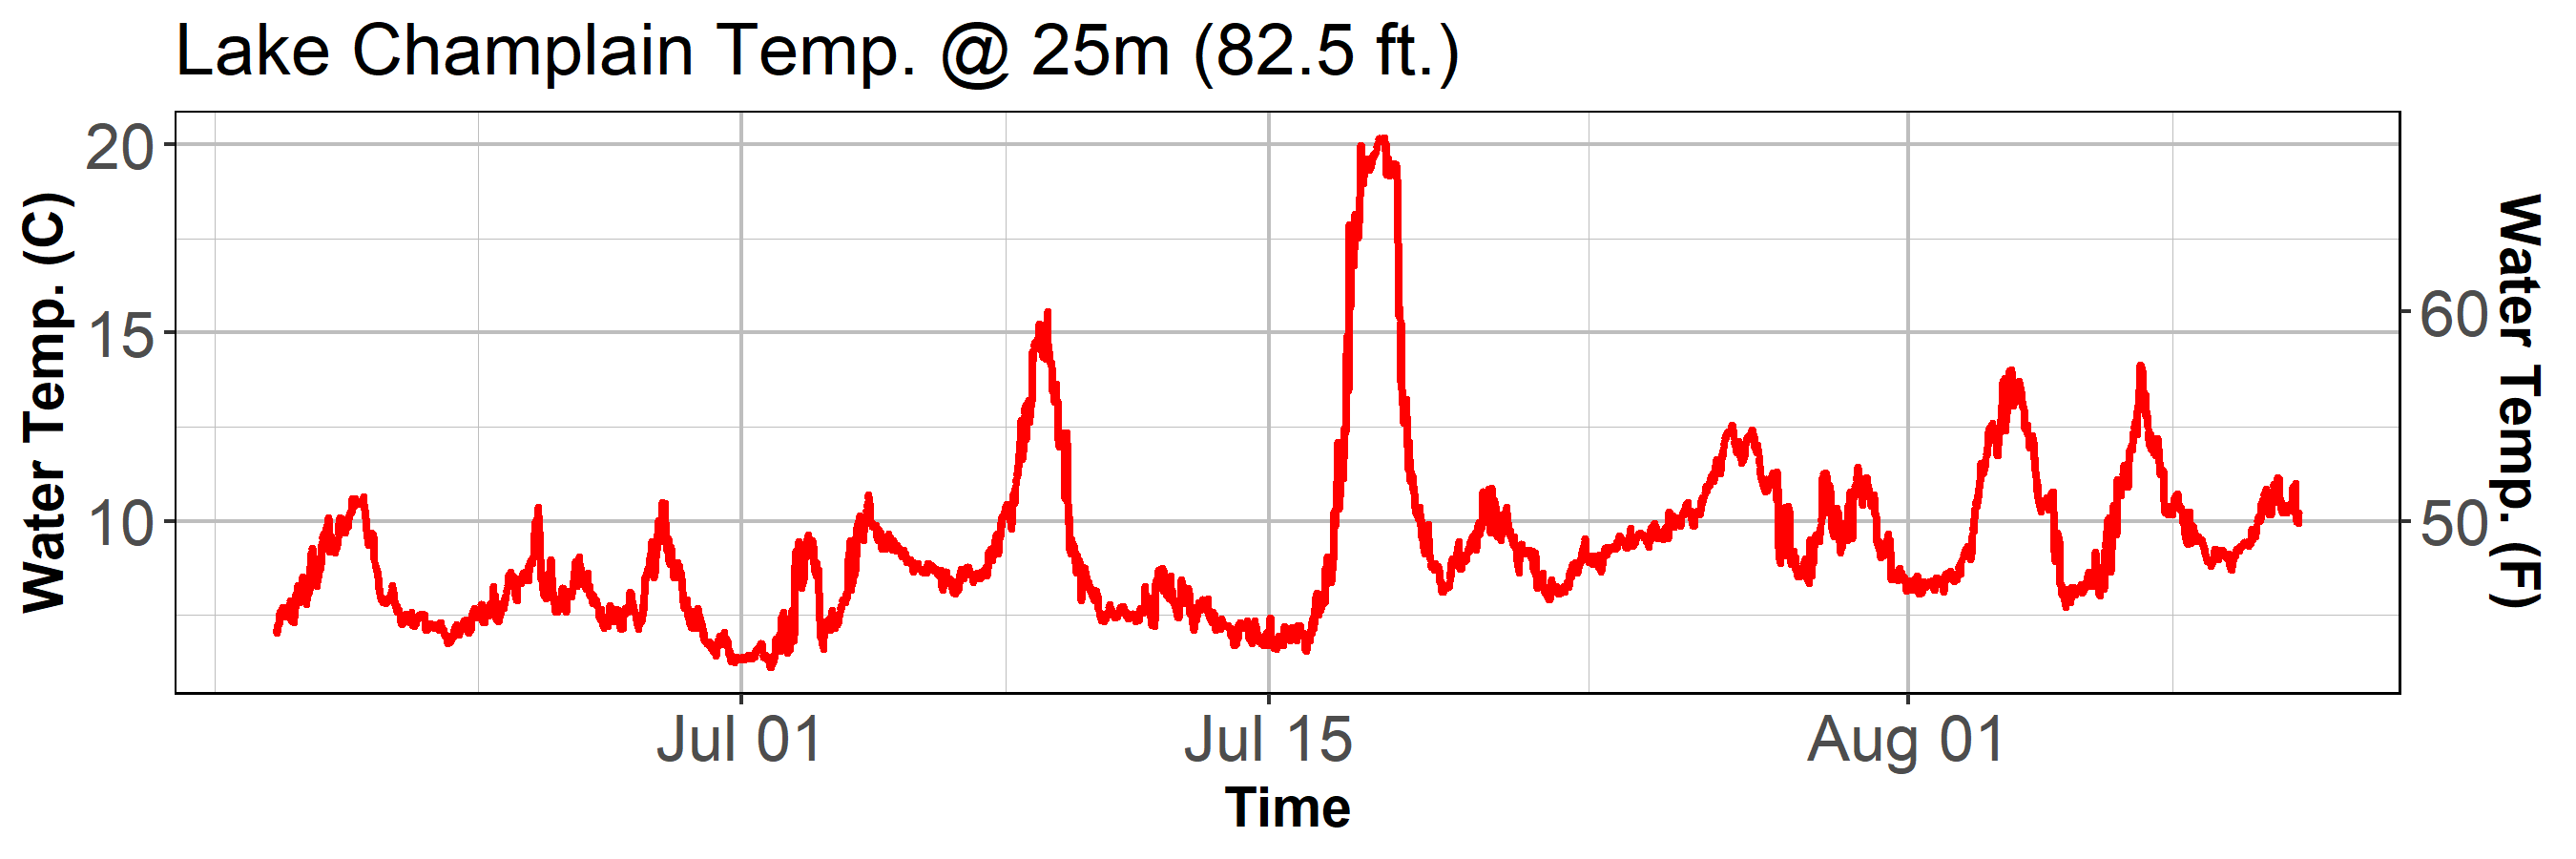 Lake Champlain Temp. @ 25m (82.5 ft.)
Water Temp. (C)
20
15
10
60
50
Water Temp. (F)
Jul 01
Jul 15
Aug 01
Time